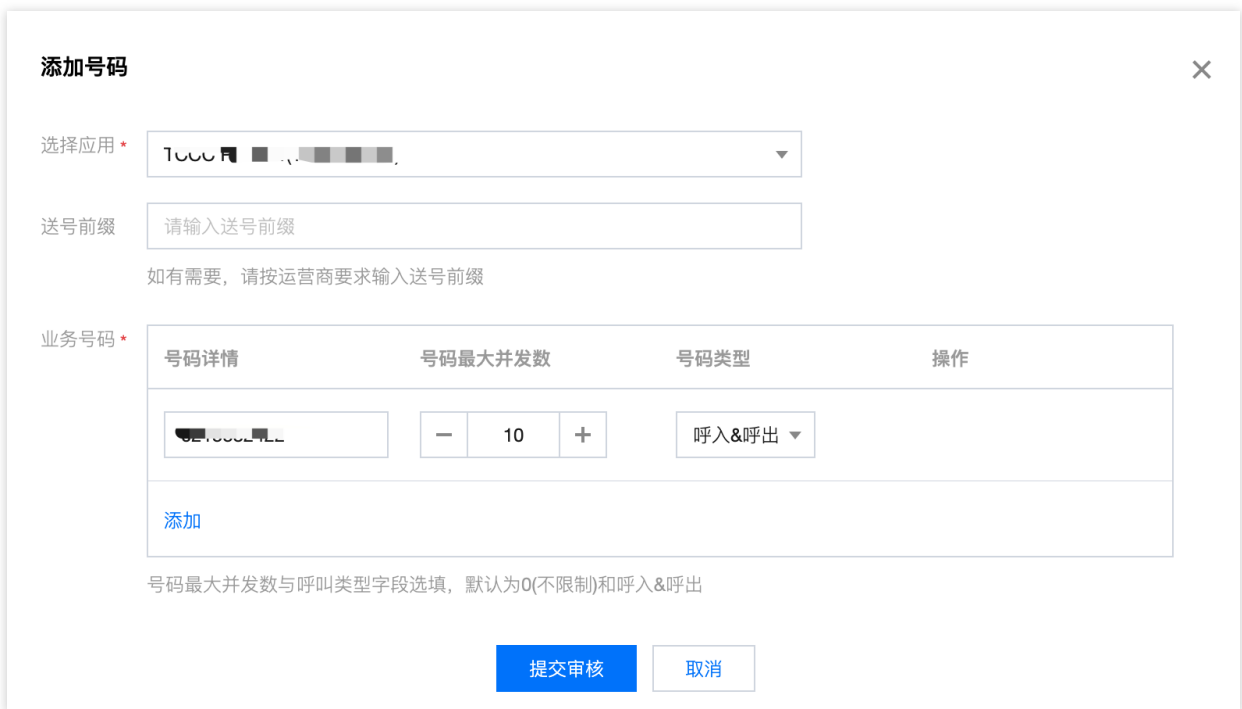 添加号码
选择应用 *
送号前缀 请输入送号前缀
如有需要，请按运营商要求输入送号前缀
业务号码 *
号码详情 号码最大并发数 号码类型 操作
10 呼入&呼出
添加
号码最大并发数与呼叫类型字段选填，默认为0(不限制)和呼入&呼出
提交审核 取消